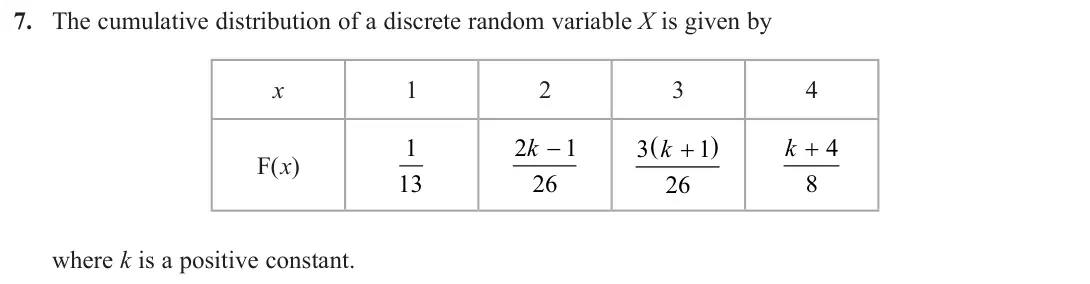 7. The cumulative distribution of a discrete random variable X is given by
x 1 2 3 4
F(x) 1/13 (2k − 1)/26 3(k + 1)/26 (k + 4)/8
where k is a positive constant.